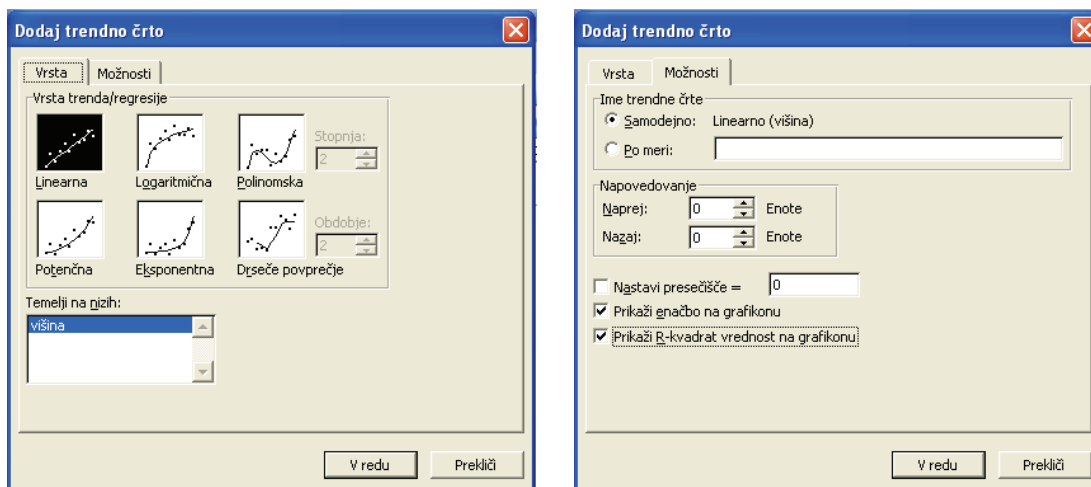 Dodaj trendno črto
Vrsta Možnosti
Vrsta trenda/regresije
Linearna Logaritmična Polinomska
Stopnja:
2
Potenčna Eksponentna Drseče povprečje
Obdobje:
2
Temelji na nizih:
višina
V redu Prekliči
Dodaj trendno črto
Vrsta Možnosti
Ime trendne črte
Samodejno: Linearno (višina)
Po meri:
Napovedovanje
Naprej: 0 Enote
Nazaj: 0 Enote
Nastavi presečišče = 0
Prikaži enačbo na grafikonu
Prikaži R-kvadrat vrednost na grafikonu
V redu Prekliči